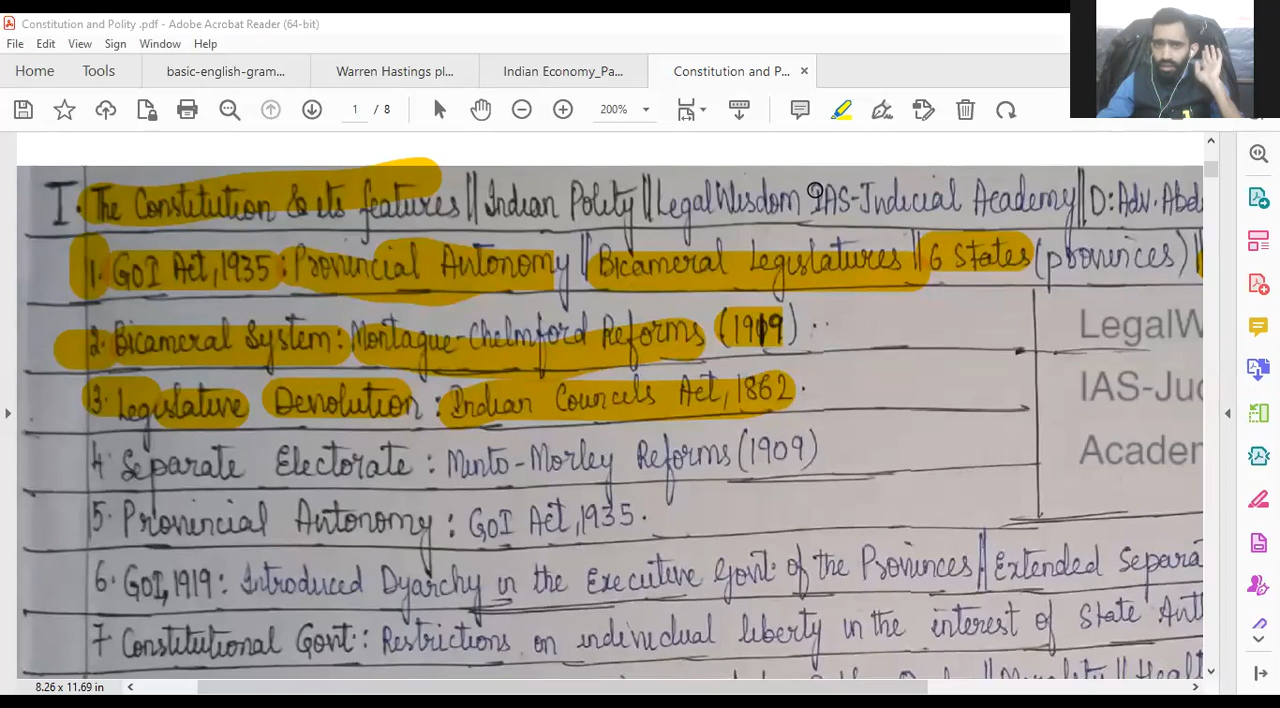 Constitution and Polity .pdf - Adobe Acrobat Reader (64-bit)
File Edit View Sign Window Help
Home Tools basic-english-gram... Warren Hastings pl... Indian Economy_Pa... Constitution and P... ×
1 / 8 200%
I. The Constitution & its features || Indian Polity || LegalWisdom IAS-Judicial Academy || D: Adv. Abd
1. GoI Act, 1935: Provincial Autonomy || Bicameral Legislatures || 6 States (provinces) |
2. Bicameral System: Montague-Chelmford Reforms (1919) ..
LegalW
3. Legislative Devolution: Indian Councels Act, 1862.
IAS-Ju
4. Separate Electorate: Minto-Morley Reforms (1909)
Academ
5. Provincial Autonomy: GoI Act, 1935.
6. GoI, 1919: Introduced Dyarchy in the Executive Govt. of the Provinces || Extended Separa
7 Constitutional Govt.: Restrictions on individual liberty in the interest of State Aut
8.26 x 11.69 in